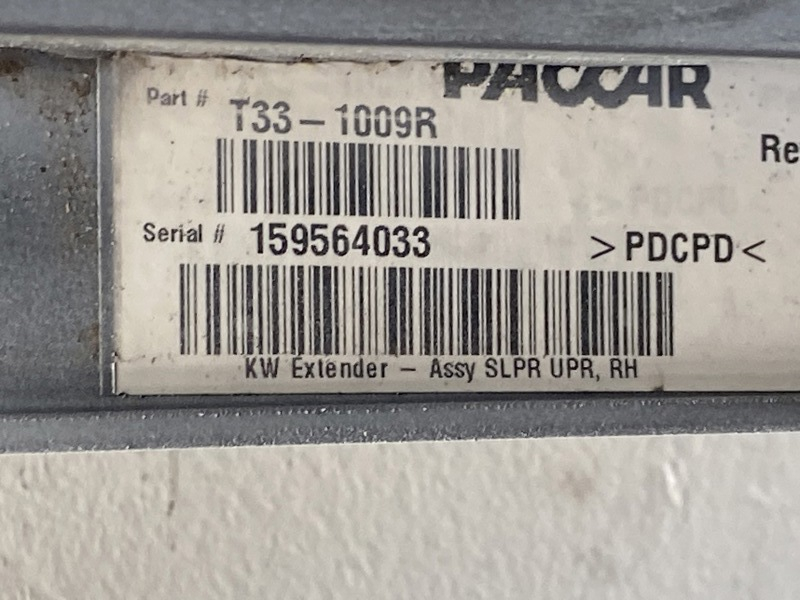 PACCAR
Part # T33-1009R
Re
Serial # 159564033 >PDCPD<
KW Extender - Assy SLPR UPR, RH